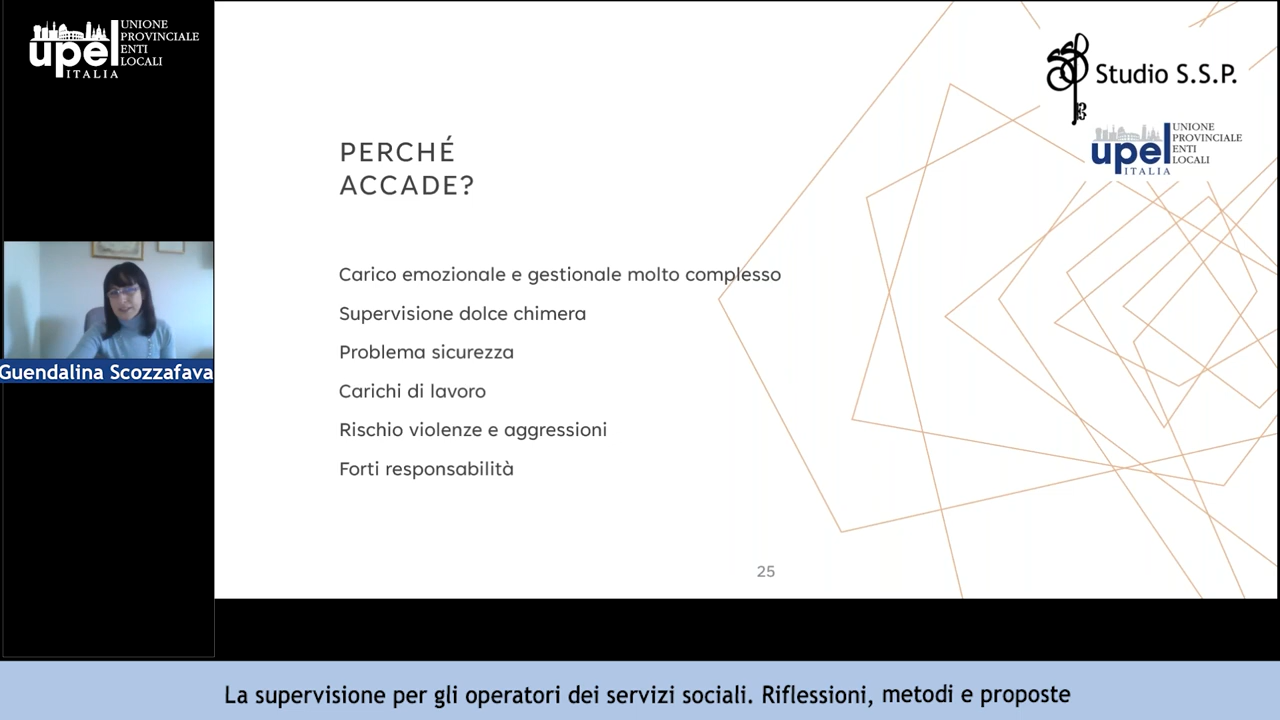 upel
ITALIA
UNIONE
PROVINCIALE
ENTI
LOCALI
Studio S.S.P.
upel
ITALIA
UNIONE
PROVINCIALE
ENTI
LOCALI
PERCHÉ
ACCADE?
Carico emozionale e gestionale molto complesso
Supervisione dolce chimera
Problema sicurezza
Carichi di lavoro
Rischio violenze e aggressioni
Forti responsabilità
25
Guendalina Scozzafava
La supervisione per gli operatori dei servizi sociali. Riflessioni, metodi e proposte